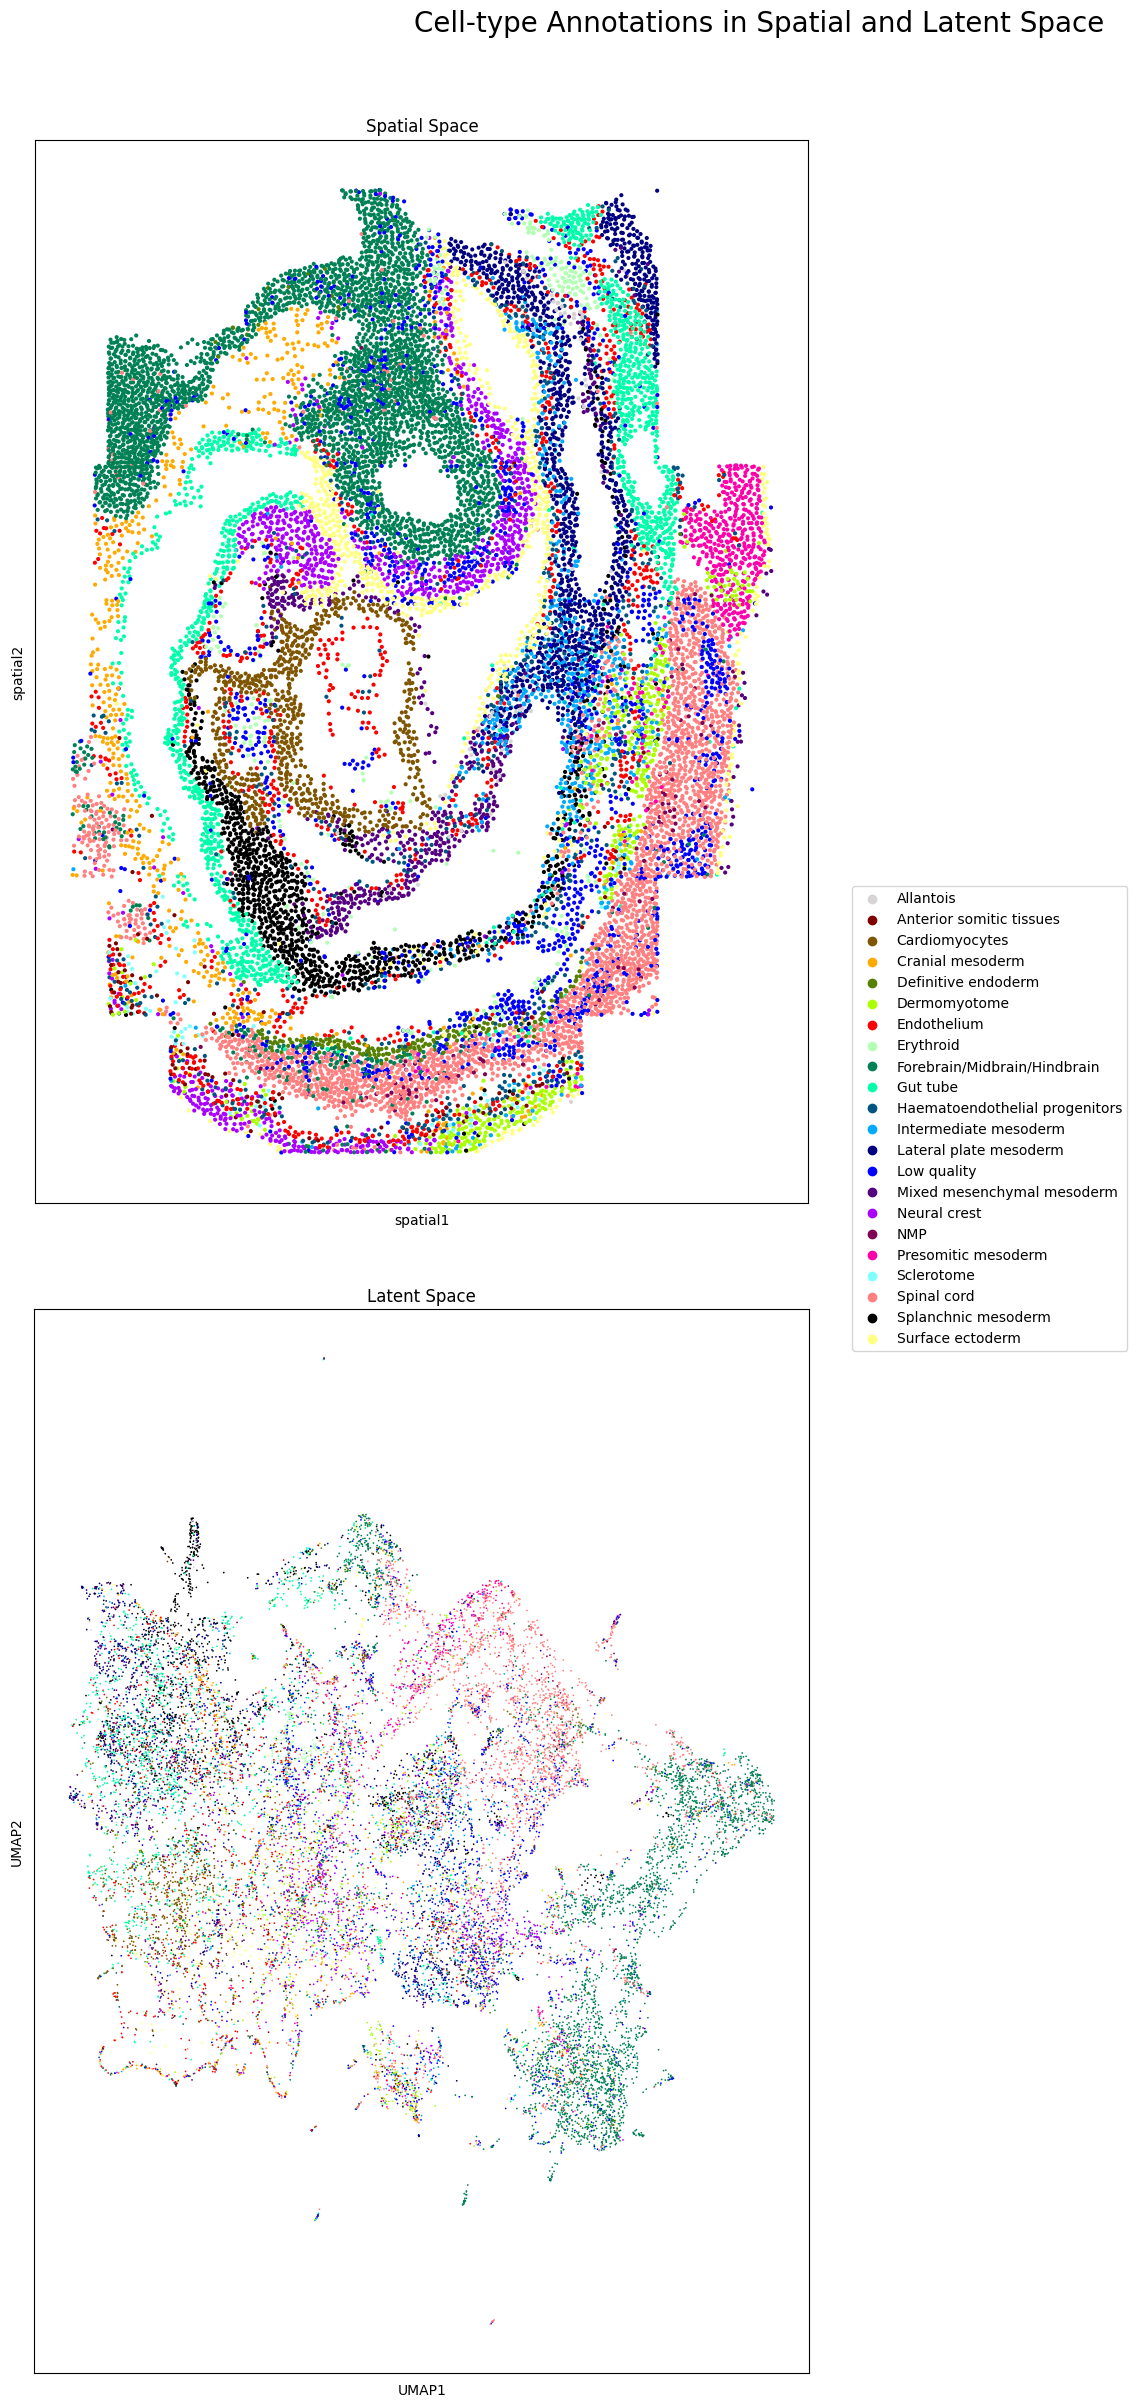 Cell-type Annotations in Spatial and Latent Space
Spatial Space
spatial2
spatial1
Allantois
Anterior somitic tissues
Cardiomyocytes
Cranial mesoderm
Definitive endoderm
Dermomyotome
Endothelium
Erythroid
Forebrain/Midbrain/Hindbrain
Gut tube
Haematoendothelial progenitors
Intermediate mesoderm
Lateral plate mesoderm
Low quality
Mixed mesenchymal mesoderm
Neural crest
NMP
Presomitic mesoderm
Sclerotome
Spinal cord
Splanchnic mesoderm
Surface ectoderm
Latent Space
UMAP2
UMAP1